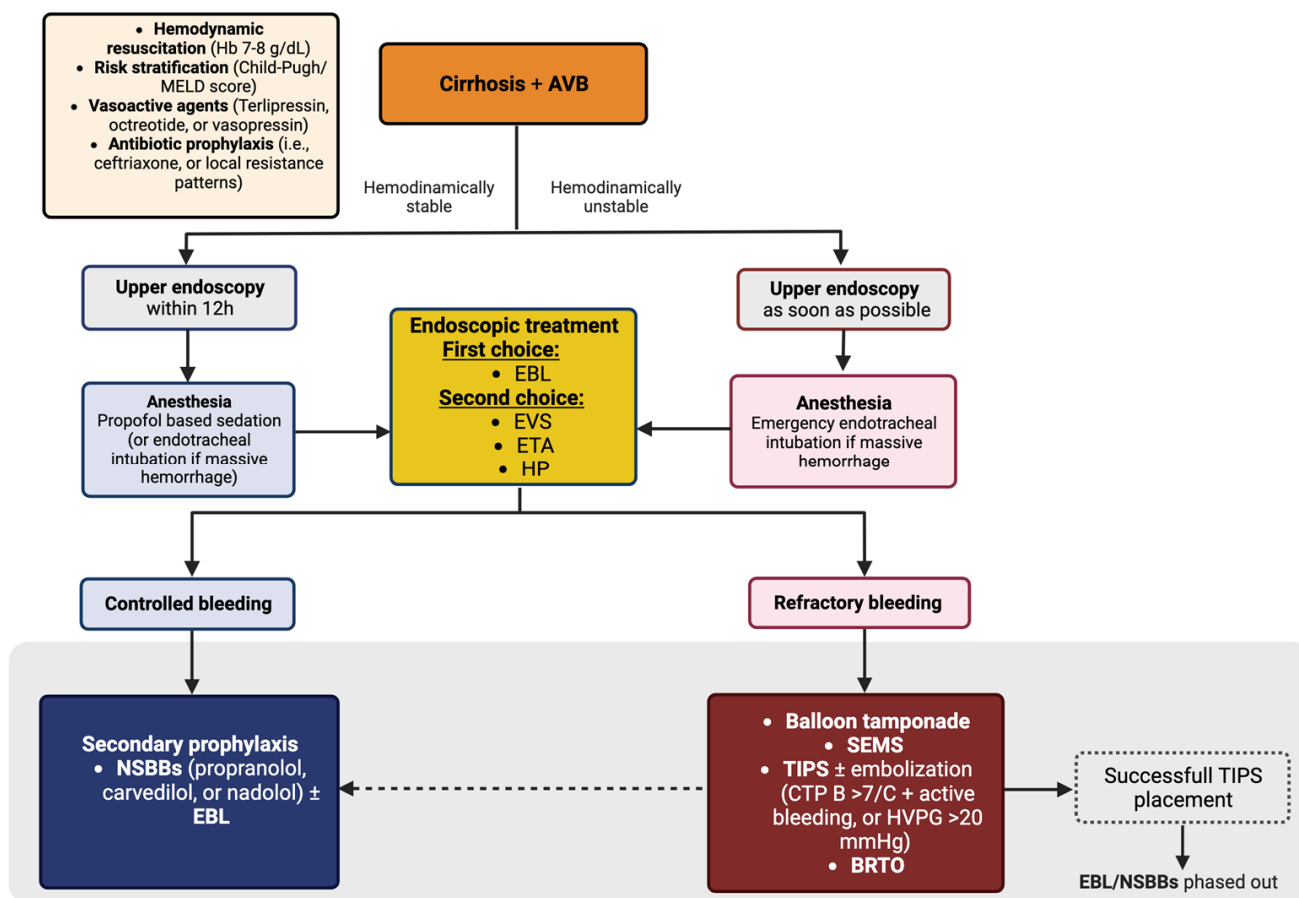 • Hemodynamic
resuscitation (Hb 7-8 g/dL)
• Risk stratification (Child-Pugh/
MELD score)
• Vasoactive agents (Terlipressin,
octreotide, or vasopressin)
• Antibiotic prophylaxis (i.e.,
ceftriaxone, or local resistance
patterns)
Cirrhosis + AVB
Hemodinamically
stable
Hemodinamically
unstable
Upper endoscopy
within 12h
Upper endoscopy
as soon as possible
Anesthesia
Propofol based sedation
(or endotracheal
intubation if massive
hemorrhage)
Endoscopic treatment
First choice:
• EBL
Second choice:
• EVS
• ETA
• HP
Anesthesia
Emergency endotracheal
intubation if massive
hemorrhage
Controlled bleeding
Refractory bleeding
Secondary prophylaxis
• NSBBs (propranolol,
carvedilol, or nadolol) ±
EBL
• Balloon tamponade
• SEMS
• TIPS ± embolization
(CTP B >7/C + active
bleeding, or HVPG >20
mmHg)
• BRTO
Successfull TIPS
placement
EBL/NSBBs phased out